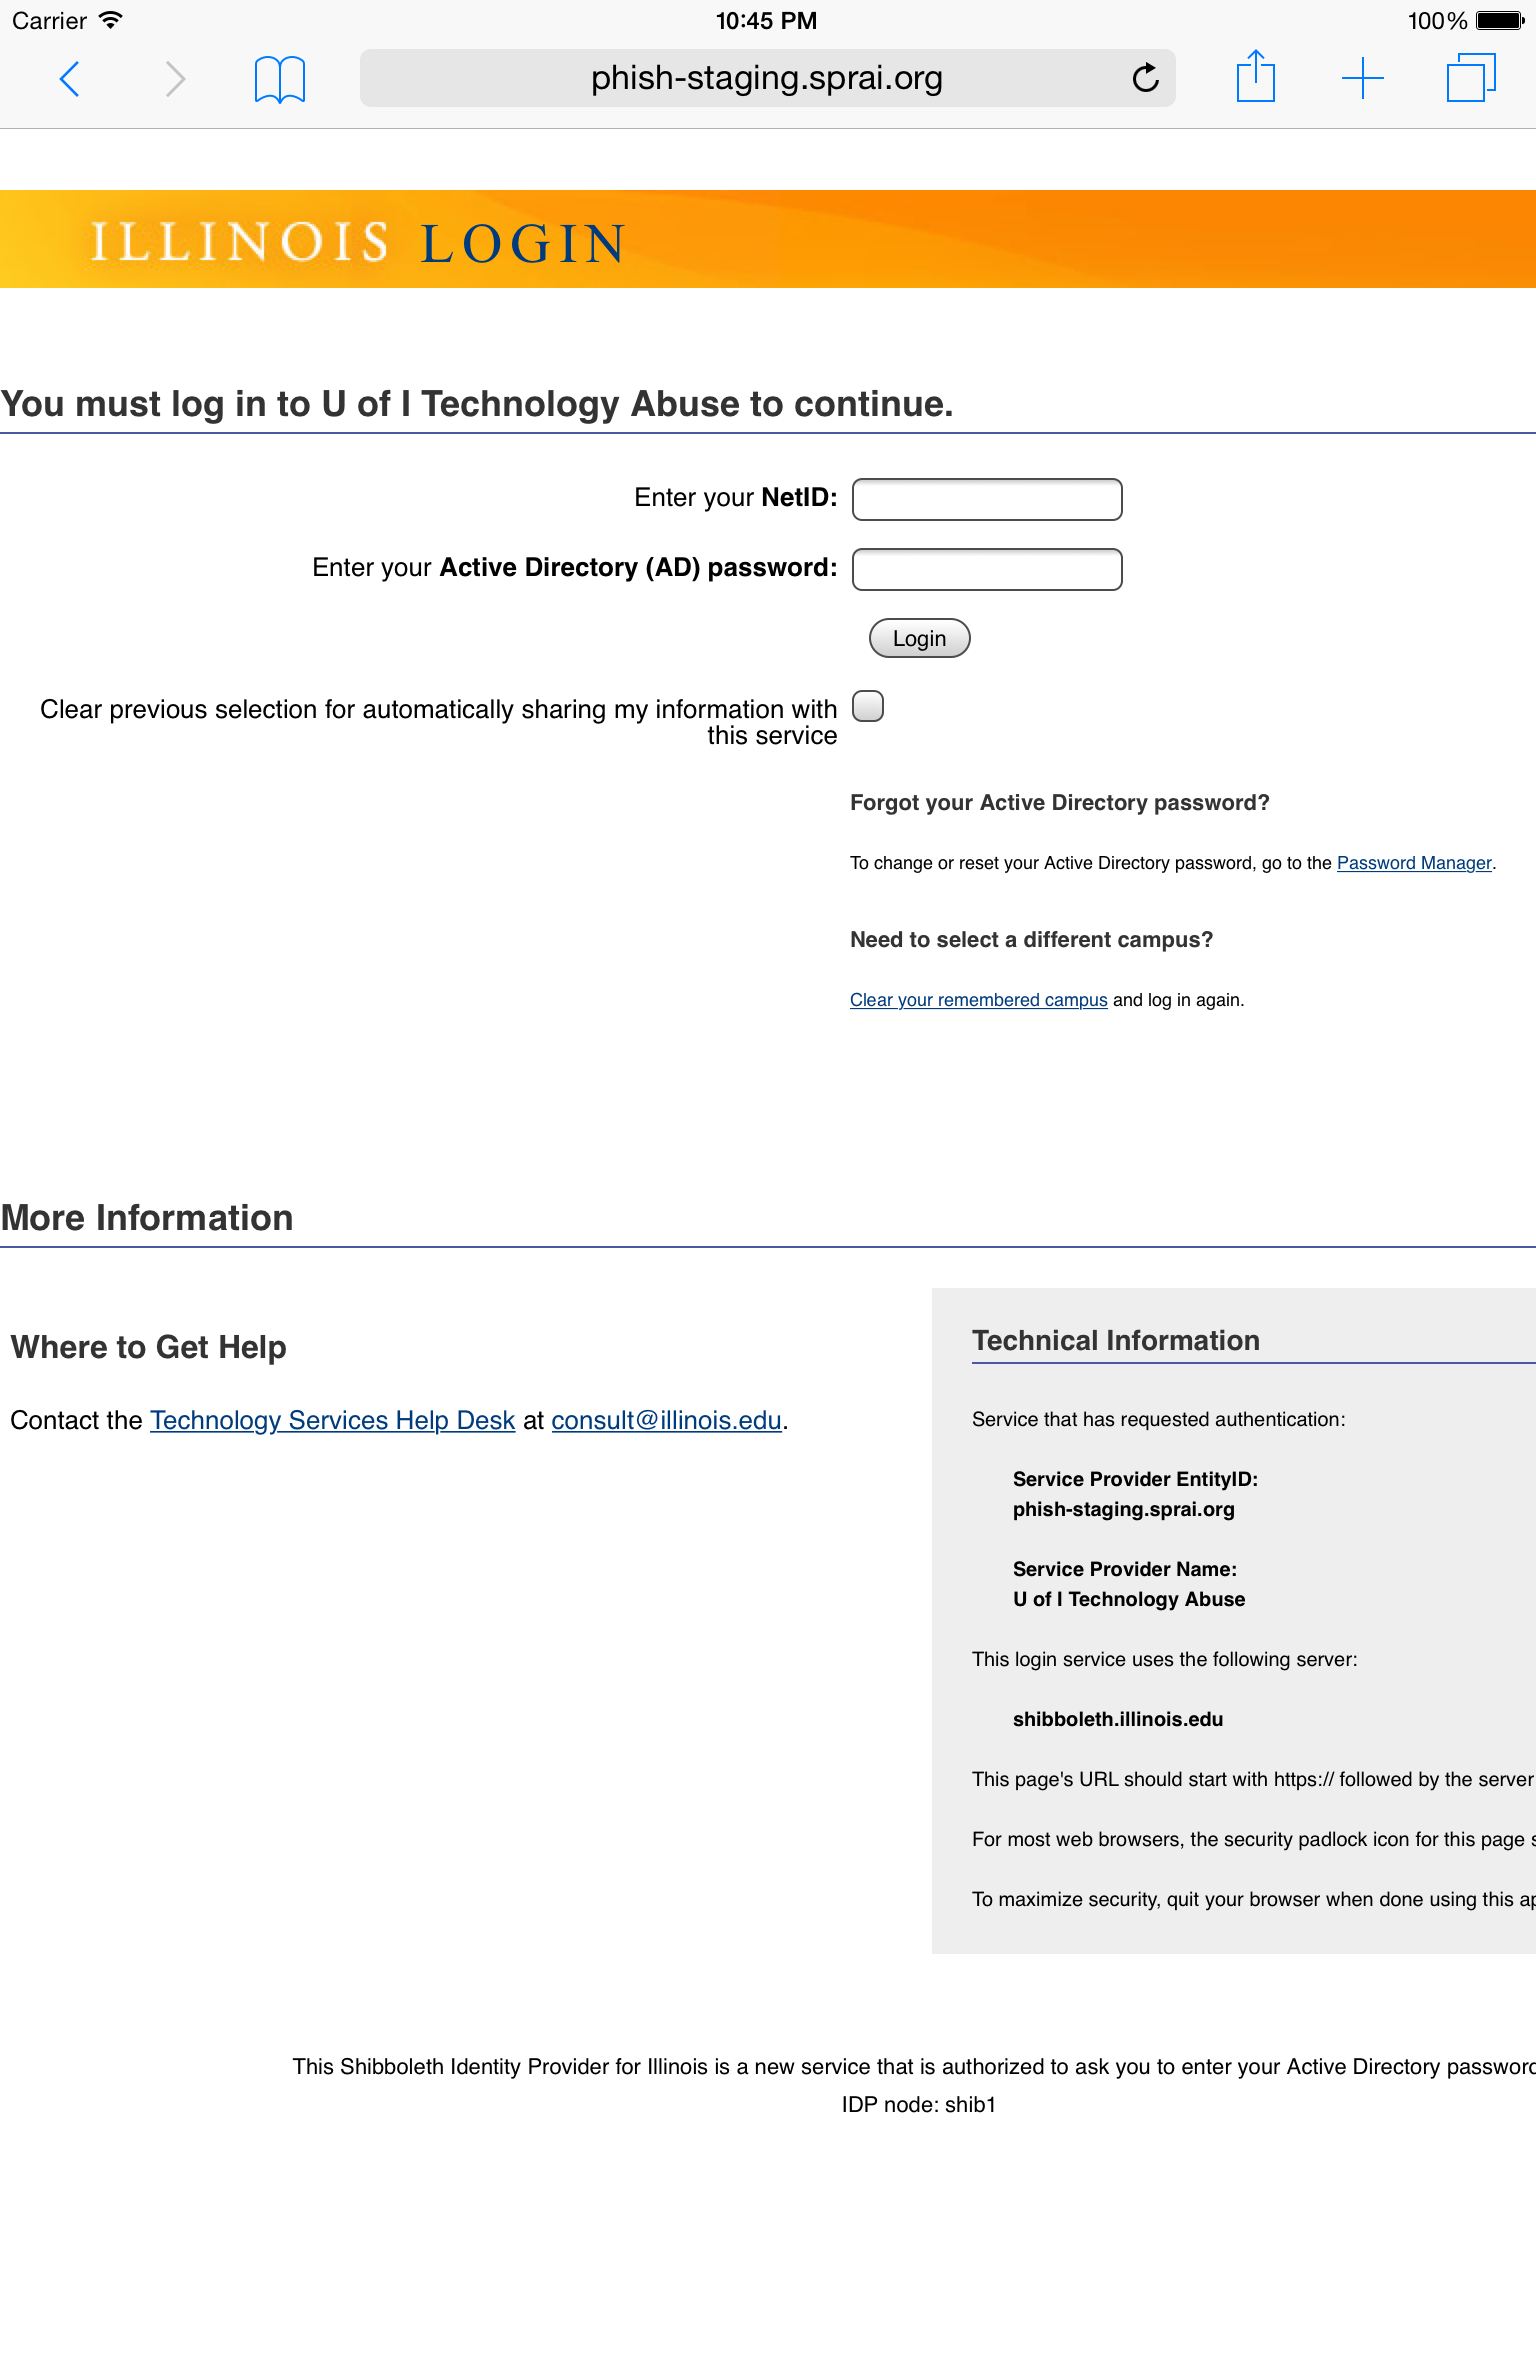 Carrier 10:45 PM 100%
phish-staging.sprai.org
ILLINOIS LOGIN
You must log in to U of I Technology Abuse to continue.
Enter your NetID:
Enter your Active Directory (AD) password:
Login
Clear previous selection for automatically sharing my information with
this service
Forgot your Active Directory password?
To change or reset your Active Directory password, go to the Password Manager.
Need to select a different campus?
Clear your remembered campus and log in again.
More Information
Where to Get Help
Contact the Technology Services Help Desk at consult@illinois.edu.
Technical Information
Service that has requested authentication:
Service Provider EntityID:
phish-staging.sprai.org
Service Provider Name:
U of I Technology Abuse
This login service uses the following server:
shibboleth.illinois.edu
This page's URL should start with https:// followed by the server
For most web browsers, the security padlock icon for this page s
To maximize security, quit your browser when done using this ap
This Shibboleth Identity Provider for Illinois is a new service that is authorized to ask you to enter your Active Directory password
IDP node: shib1